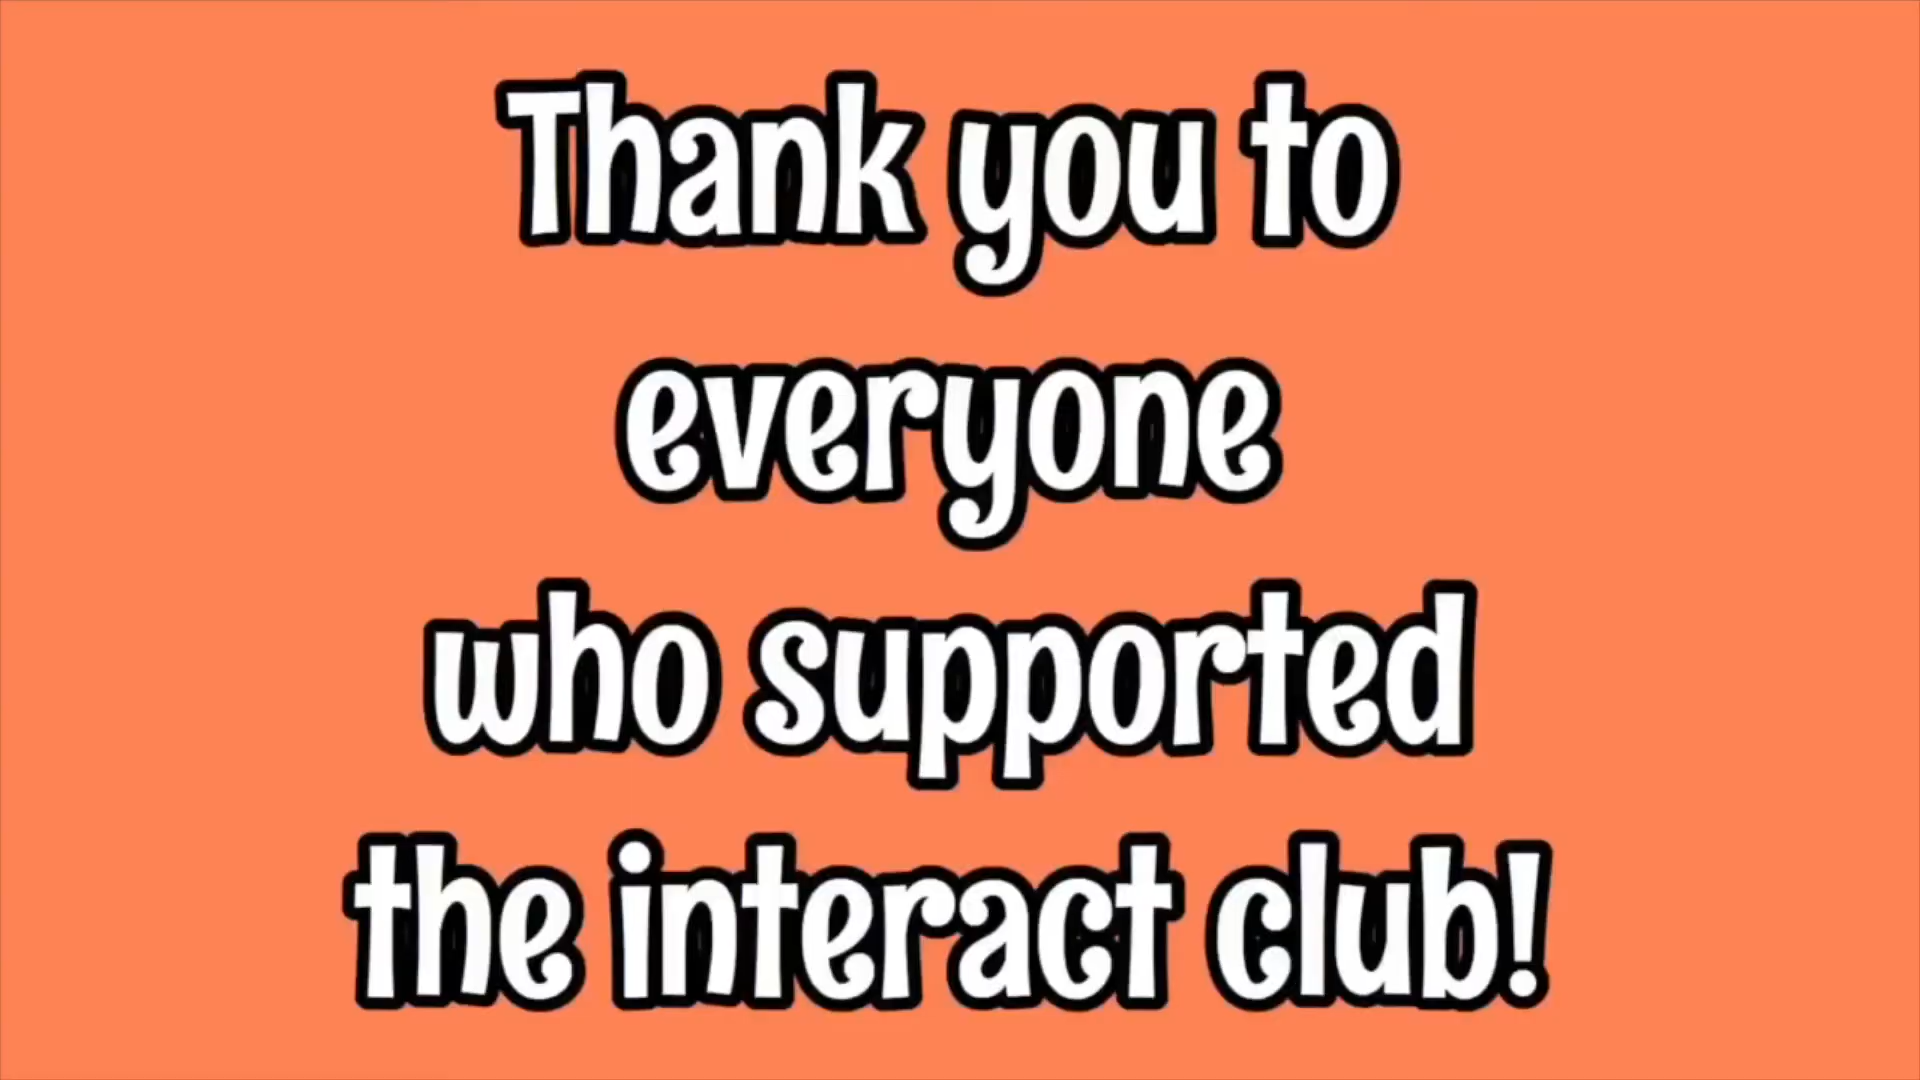 Thank you to
everyone
who supported
the interact club!